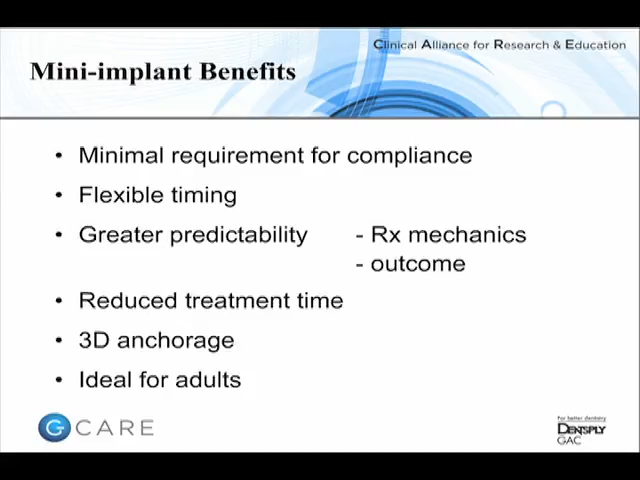 Clinical Alliance for Research & Education
Mini-implant Benefits
• Minimal requirement for compliance
• Flexible timing
• Greater predictability - Rx mechanics
- outcome
• Reduced treatment time
• 3D anchorage
• Ideal for adults
G CARE
For better dentistry
DENTSPLY
GAC